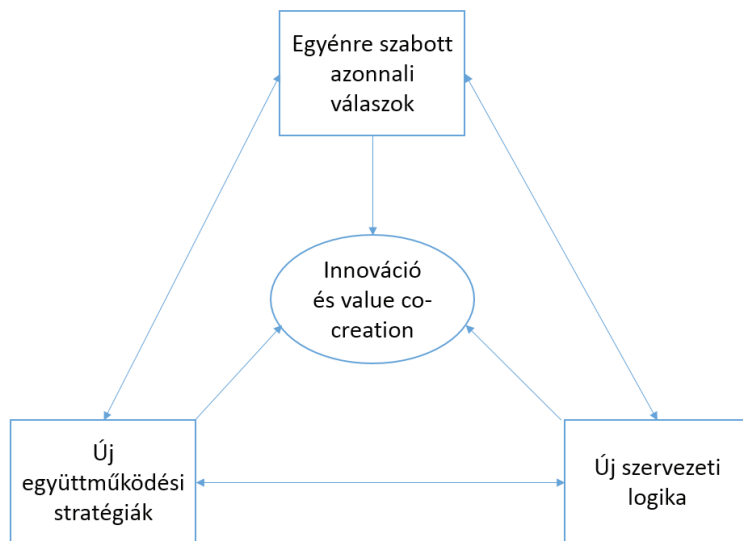 Egyénre szabott
azonnali
válaszok
Innováció
és value co-
creation
Új
együttműködési
stratégiák
Új szervezeti
logika